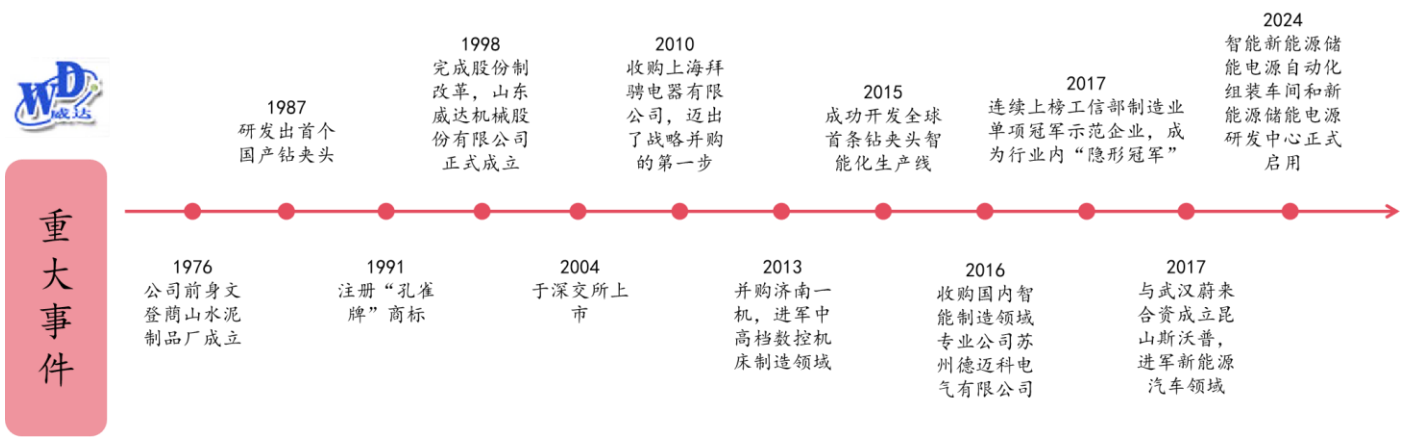 WD
威达
重
大
事
件
1976
公司前身文
登蔄山水泥
制品厂成立
1987
研发出首个
国产钻夹头
1991
注册“孔雀
牌”商标
1998
完成股份制
改革，山东
威达机械股
份有限公司
正式成立
2004
于深交所上
市
2010
收购上海拜
骋电器有限
公司，迈出
了战略并购
的第一步
2013
并购济南一
机，进军中
高档数控机
床制造领域
2015
成功开发全球
首条钻夹头智
能化生产线
2016
收购国内智
能制造领域
专业公司苏
州德迈科电
气有限公司
2017
连续上榜工信部制造业
单项冠军示范企业，成
为行业内“隐形冠军”
2017
与武汉蔚来
合资成立昆
山斯沃普，
进军新能源
汽车领域
2024
智能新能源储
能电源自动化
组装车间和新
能源储能电源
研发中心正式
启用